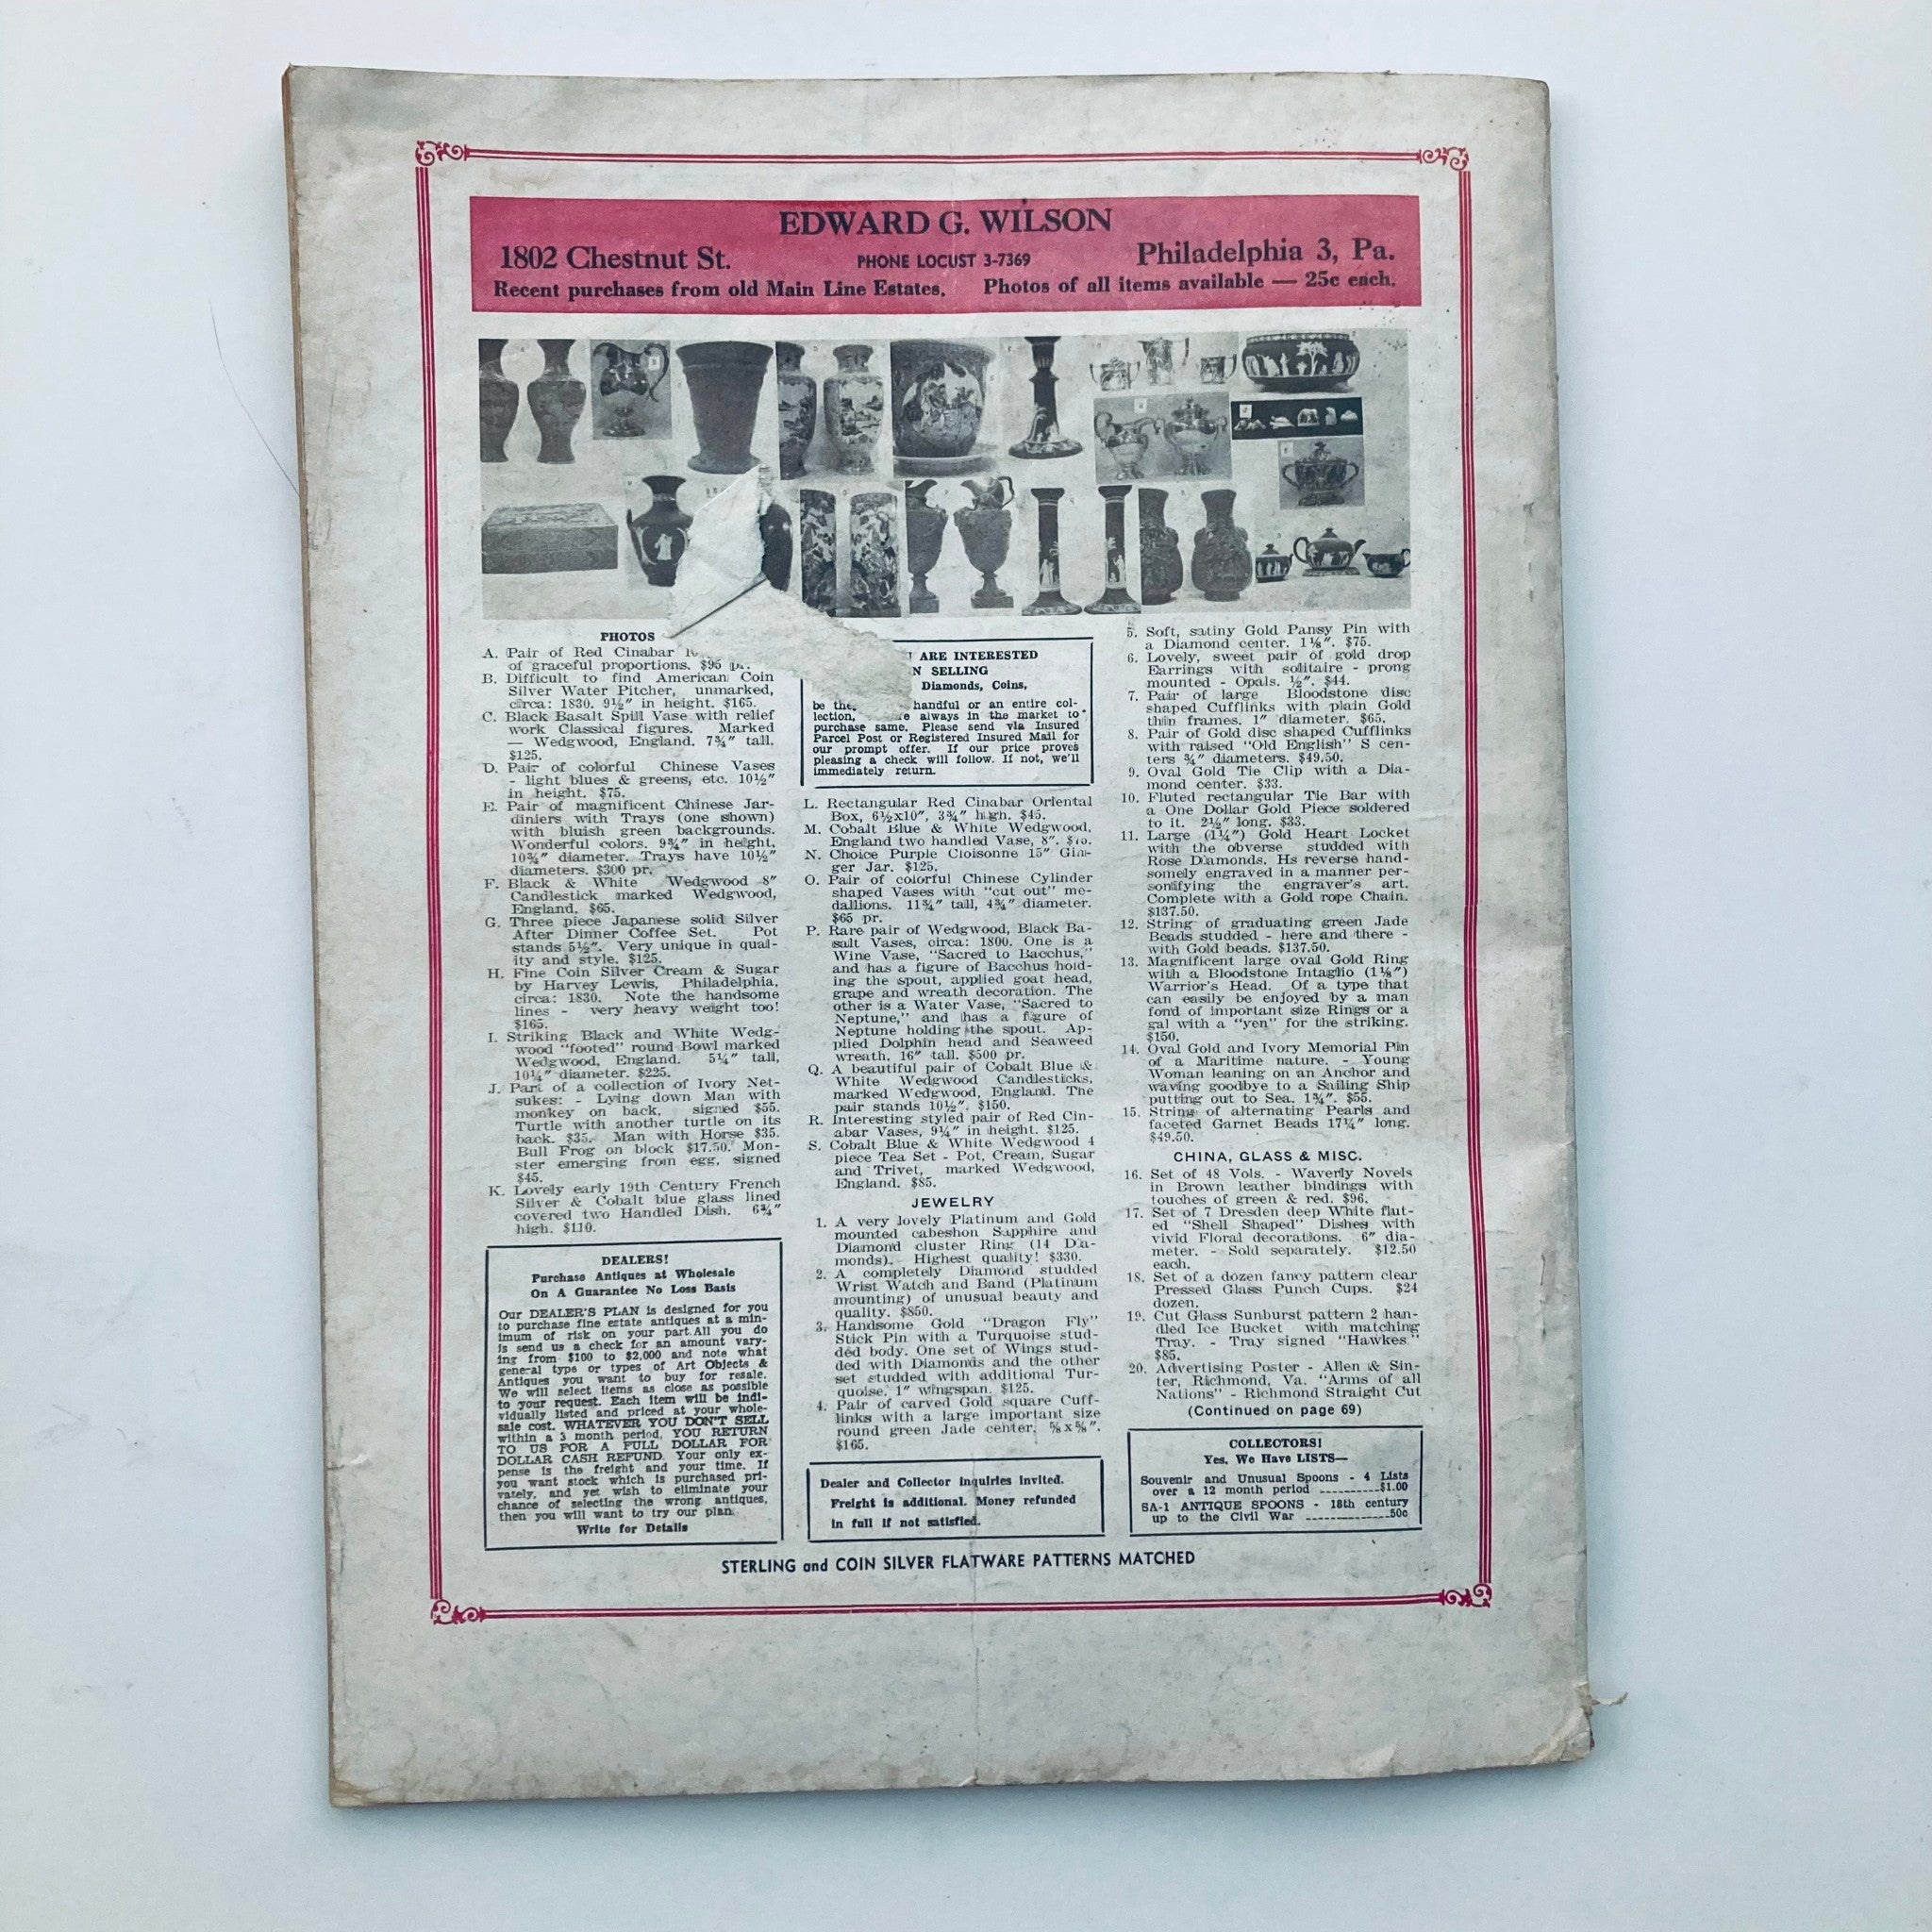 EDWARD G. WILSON
1802 Chestnut St. PHONE LOCUST 3-7369 Philadelphia 3, Pa.
Recent purchases from old Main Line Estates. Photos of all items available — 25c each.
PHOTOS
A. Pair of Red Cinabar
of graceful proportions. $95
B. Difficult to find American Coin
Silver Water Pitcher, unmarked,
circa: 1830. 9½" in height. $165.
C. Black Basalt Spill Vase with relief
work Classical figures. Marked
— Wedgwood, England. 7¾" tall.
$125.
D. Pair of colorful Chinese Vases
- light blues & greens, etc. 10½"
in height. $75.
E. Pair of magnificent Chinese Jar-
diniers with Trays (one shown)
with bluish green backgrounds.
Wonderful colors. 9¾" in height,
10¾" diameter. Trays have 10½"
diameters. $300 pr.
F. Black & White Wedgwood 8"
Candlestick marked Wedgwood,
England. $65.
G. Three piece Japanese solid Silver
After Dinner Coffee Set. Pot
stands 5½". Very unique in qual-
ity and style. $125.
H. Fine Coin Silver Cream & Sugar
by Harvey Lewis, Philadelphia,
circa: 1830. Note the handsome
lines - very heavy weight too!
$165.
I. Striking Black and White Wedg-
wood "footed" round Bowl marked
Wedgwood, England. 5¼" tall,
10¼" diameter. $225.
J. Part of a collection of Ivory Net-
sukes: - Lying down Man with
monkey on back, signed $55.
Turtle with another turtle on its
back. $35. Man with Horse $35.
Bull Frog on block $17.50. Mon-
ster emerging from egg, signed
$45.
K. Lovely early 19th Century French
Silver & Cobalt blue glass lined
covered two Handled Dish. 6¾"
high. $110.
DEALERS!
Purchase Antiques at Wholesale
On A Guarantee No Loss Basis
Our DEALER'S PLAN is designed for you
to purchase fine estate antiques at a min-
imum of risk on your part. All you do
is send us a check for an amount vary-
ing from $100 to $2,000 and note what
general type or types of Art Objects &
Antiques you want to buy for resale.
We will select items as close as possible
to your request. Each item will be indi-
vidually listed and priced at your whole-
sale cost. WHATEVER YOU DON'T SELL
within a 3 month period, YOU RETURN
TO US FOR A FULL DOLLAR FOR
DOLLAR CASH REFUND. Your only ex-
pense is the freight and your time. If
you want stock which is purchased pri-
vately, and yet wish to eliminate your
chance of selecting the wrong antiques,
then you will want to try our plan.
Write for Details
ARE INTERESTED
SELLING
Diamonds, Coins,
be handful or an entire col-
lection, always in the market to
purchase same. Please send via Insured
Parcel Post or Registered Insured Mail for
our prompt offer. If our price proves
pleasing a check will follow. If not, we'll
immediately return.
L. Rectangular Red Cinabar Oriental
Box, 6½x10", 3¾" high. $45.
M. Cobalt Blue & White Wedgwood,
England two handled Vase, 8".
N. Choice Purple Cloisonne 15" Gin-
ger Jar. $125.
O. Pair of colorful Chinese Cylinder
shaped Vases with "cut out" me-
dallions. 11¾" tall, 4¾" diameter.
$65 pr.
P. Rare pair of Wedgwood, Black Ba-
salt Vases, circa: 1800. One is a
Wine Vase, "Sacred to Bacchus,"
and has a figure of Bacchus hold-
ing the spout, applied goat head,
grape and wreath decoration. The
other is a Water Vase, "Sacred to
Neptune," and has a figure of
Neptune holding the spout. Ap-
plied Dolphin head and Seaweed
wreath. 16" tall. $500 pr.
Q. A beautiful pair of Cobalt Blue &
White Wedgwood Candlesticks,
marked Wedgwood, England. The
pair stands 10½". $150.
R. Interesting styled pair of Red Cin-
abar Vases, 9¼" in height. $125.
S. Cobalt Blue & White Wedgwood 4
piece Tea Set - Pot, Cream, Sugar
and Trivet, marked Wedgwood,
England. $85.
JEWELRY
1. A very lovely Platinum and Gold
mounted cabeshon Sapphire and
Diamond cluster Ring (14 Dia-
monds). Highest quality! $330.
2. A completely Diamond studded
Wrist Watch and Band (Platinum
mounting) of unusual beauty and
quality. $850.
3. Handsome Gold "Dragon Fly"
Stick Pin with a Turquoise stud-
ded body. One set of Wings stud-
ded with Diamonds and the other
set studded with additional Tur-
quoise. 1" wingspan. $125.
4. Pair of carved Gold square Cuff-
links with a large important size
round green Jade center. ⅝x⅝".
$165.
Dealer and Collector inquiries invited.
Freight is additional. Money refunded
in full if not satisfied.
5. Soft, satiny Gold Pansy Pin with
a Diamond center. 1⅛". $75.
6. Lovely, sweet pair of gold drop
Earrings with solitaire - prong
mounted - Opals. ½". $44.
7. Pair of large Bloodstone disc
shaped Cufflinks with plain Gold
thin frames. 1" diameter. $65.
8. Pair of Gold disc shaped Cufflinks
with raised "Old English" S cen-
ters ¾" diameters. $49.50.
9. Oval Gold Tie Clip with a Dia-
mond center. $33.
10. Fluted rectangular Tie Bar with
a One Dollar Gold Piece soldered
to it. 2½" long. $33.
11. Large (1¼") Gold Heart Locket
with the obverse studded with
Rose Diamonds. Hs reverse hand-
somely engraved in a manner per-
sonifying the engraver's art.
Complete with a Gold rope Chain.
$137.50.
12. String of graduating green Jade
Beads studded - here and there -
with Gold beads. $137.50.
13. Magnificent large oval Gold Ring
with a Bloodstone Intaglio (1⅛")
Warrior's Head. Of a type that
can easily be enjoyed by a man
fond of important size Rings or a
gal with a "yen" for the striking.
$150.
14. Oval Gold and Ivory Memorial Pin
of a Maritime nature. - Young
Woman leaning on an Anchor and
waving goodbye to a Sailing Ship
putting out to Sea. 1¾". $55.
15. String of alternating Pearls and
faceted Garnet Beads 17¼" long.
$49.50.
CHINA, GLASS & MISC.
16. Set of 48 Vols. - Waverly Novels
in Brown leather bindings with
touches of green & red. $96.
17. Set of 7 Dresden deep White flut-
ed "Shell Shaped" Dishes with
vivid Floral decorations. 6" dia-
meter. - Sold separately. $12.50
each.
18. Set of a dozen fancy pattern clear
Pressed Glass Punch Cups. $24
dozen.
19. Cut Glass Sunburst pattern 2 han-
dled Ice Bucket with matching
Tray. - Tray signed "Hawkes."
$85.
20. Advertising Poster - Allen & Sin-
ter, Richmond, Va. "Arms of all
Nations" - Richmond Straight Cut
(Continued on page 69)
COLLECTORS!
Yes, We Have LISTS—
Souvenir and Unusual Spoons - 4 Lists
over a 12 month period ----------$1.00
SA-1 ANTIQUE SPOONS - 18th century
up to the Civil War --------------50c
STERLING and COIN SILVER FLATWARE PATTERNS MATCHED